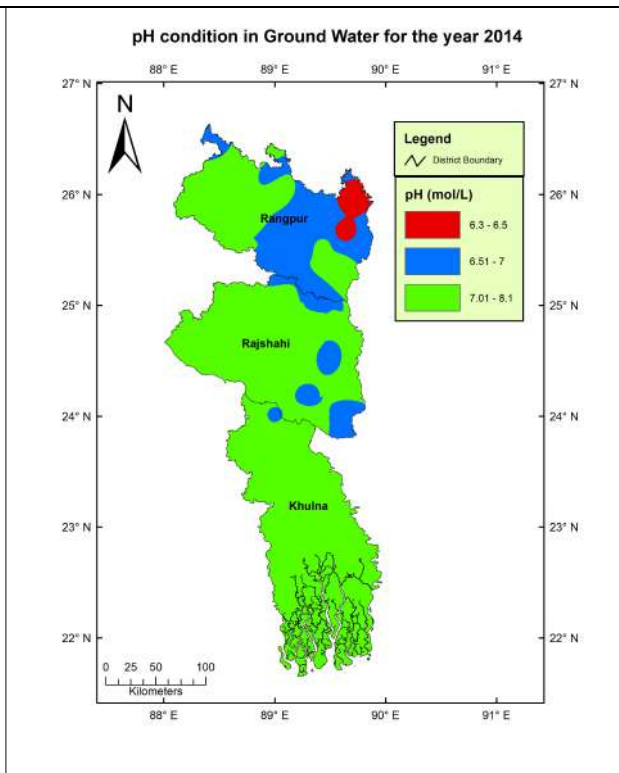 pH condition in Ground Water for the year 2014
88° E 89° E 90° E 91° E
27° N 27° N
N
Legend
District Boundary
26° N 26° N
pH (mol/L)
Rangpur
6.3 - 6.5
6.51 - 7
7.01 - 8.1
25° N 25° N
Rajshahi
24° N 24° N
Khulna
23° N 23° N
22° N 22° N
0 25 50 100
Kilometers
88° E 89° E 90° E 91° E